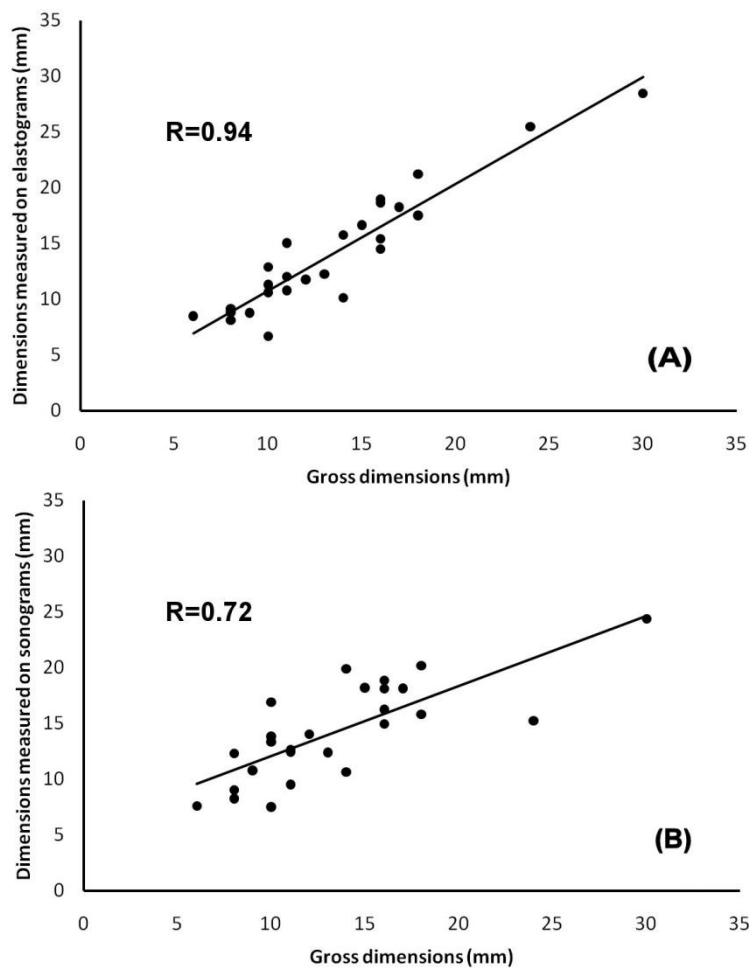 35
30
25
20
15
10
5
0
Dimensions measured on elastograms (mm)
R=0.94
(A)
0 5 10 15 20 25 30 35
Gross dimensions (mm)
35
30
25
20
15
10
5
0
Dimensions measured on sonograms (mm)
R=0.72
(B)
0 5 10 15 20 25 30 35
Gross dimensions (mm)